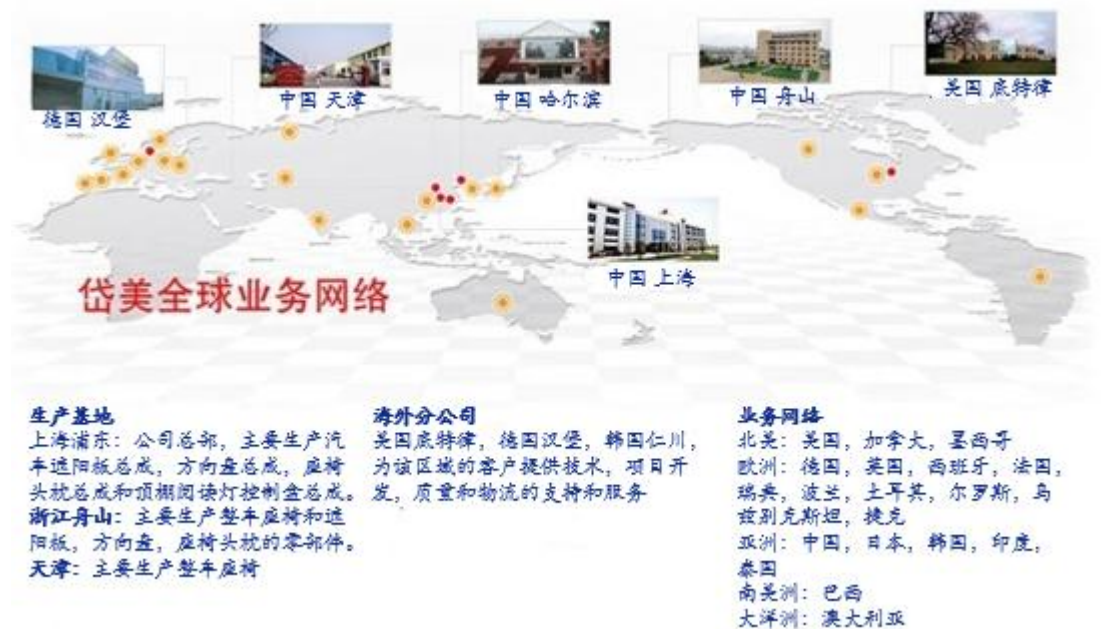 德国 汉堡
中国 天津
中国 哈尔滨
中国 舟山
美国 底特律
中国 上海
岱美全球业务网络
生产基地
上海浦东：公司总部，主要生产汽
车遮阳板总成，方向盘总成，座椅
头枕总成和顶棚阅读灯控制盒总成。
浙江舟山：主要生产整车座椅和遮
阳板，方向盘，座椅头枕的零部件。
天津：主要生产整车座椅
海外分公司
美国底特律，德国汉堡，韩国仁川，
为该区域的客户提供技术，项目开
发，质量和物流的支持和服务
业务网络
北美：美国，加拿大，墨西哥
欧洲：德国，英国，西班牙，法国，
瑞典，波兰，土耳其，尔罗斯，乌
兹别克斯坦，捷克
亚洲：中国，日本，韩国，印度，
泰国
南美洲：巴西
大洋洲：澳大利亚